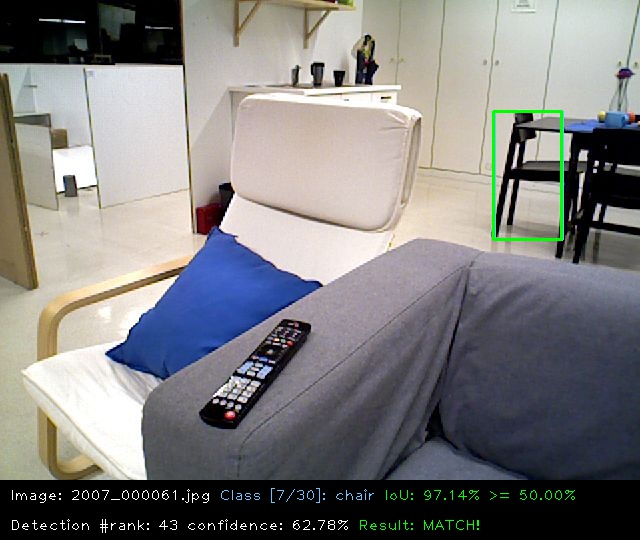 Image: 2007_000061.jpg Class [7/30]: chair IoU: 97.14% >= 50.00%
Detection #rank: 43 confidence: 62.78% Result: MATCH!